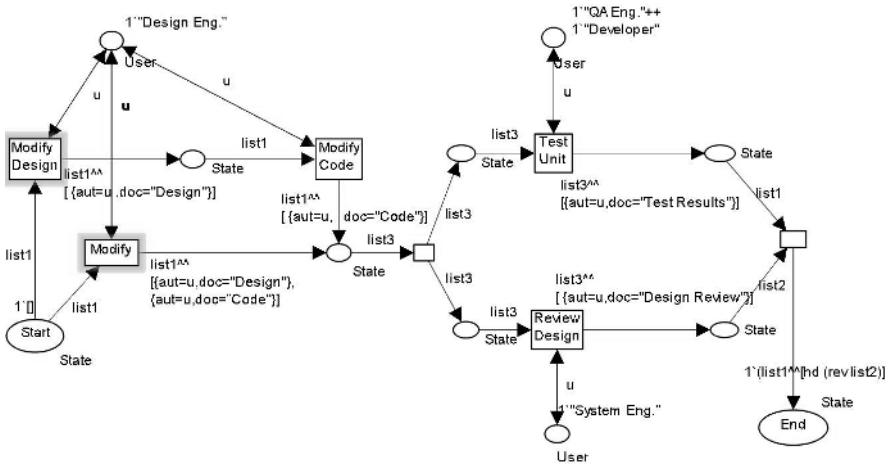 1`"Design Eng."
User
u
u
u
Modify
Design
list1
State
Modify
Code
list1^^
[ {aut=u ,doc="Design"}]
list1^^
[ {aut=u, doc="Code"}]
list1
Modify
list1^^
[{aut=u,doc="Design"},
{aut=u,doc="Code"}]
list3
State
list1
1`[]
Start
State
1`"QA Eng."++
1`"Developer"
User
u
list3
State
Test
Unit
list3^^
[{aut=u,doc="Test Results"}]
State
list1
list3
list3
list3
State
Review
Design
list3^^
[ {aut=u,doc="Design Review"}]
list2
State
u
1`"System Eng."
User
1`(list1^^[hd (rev list2)]
State
End